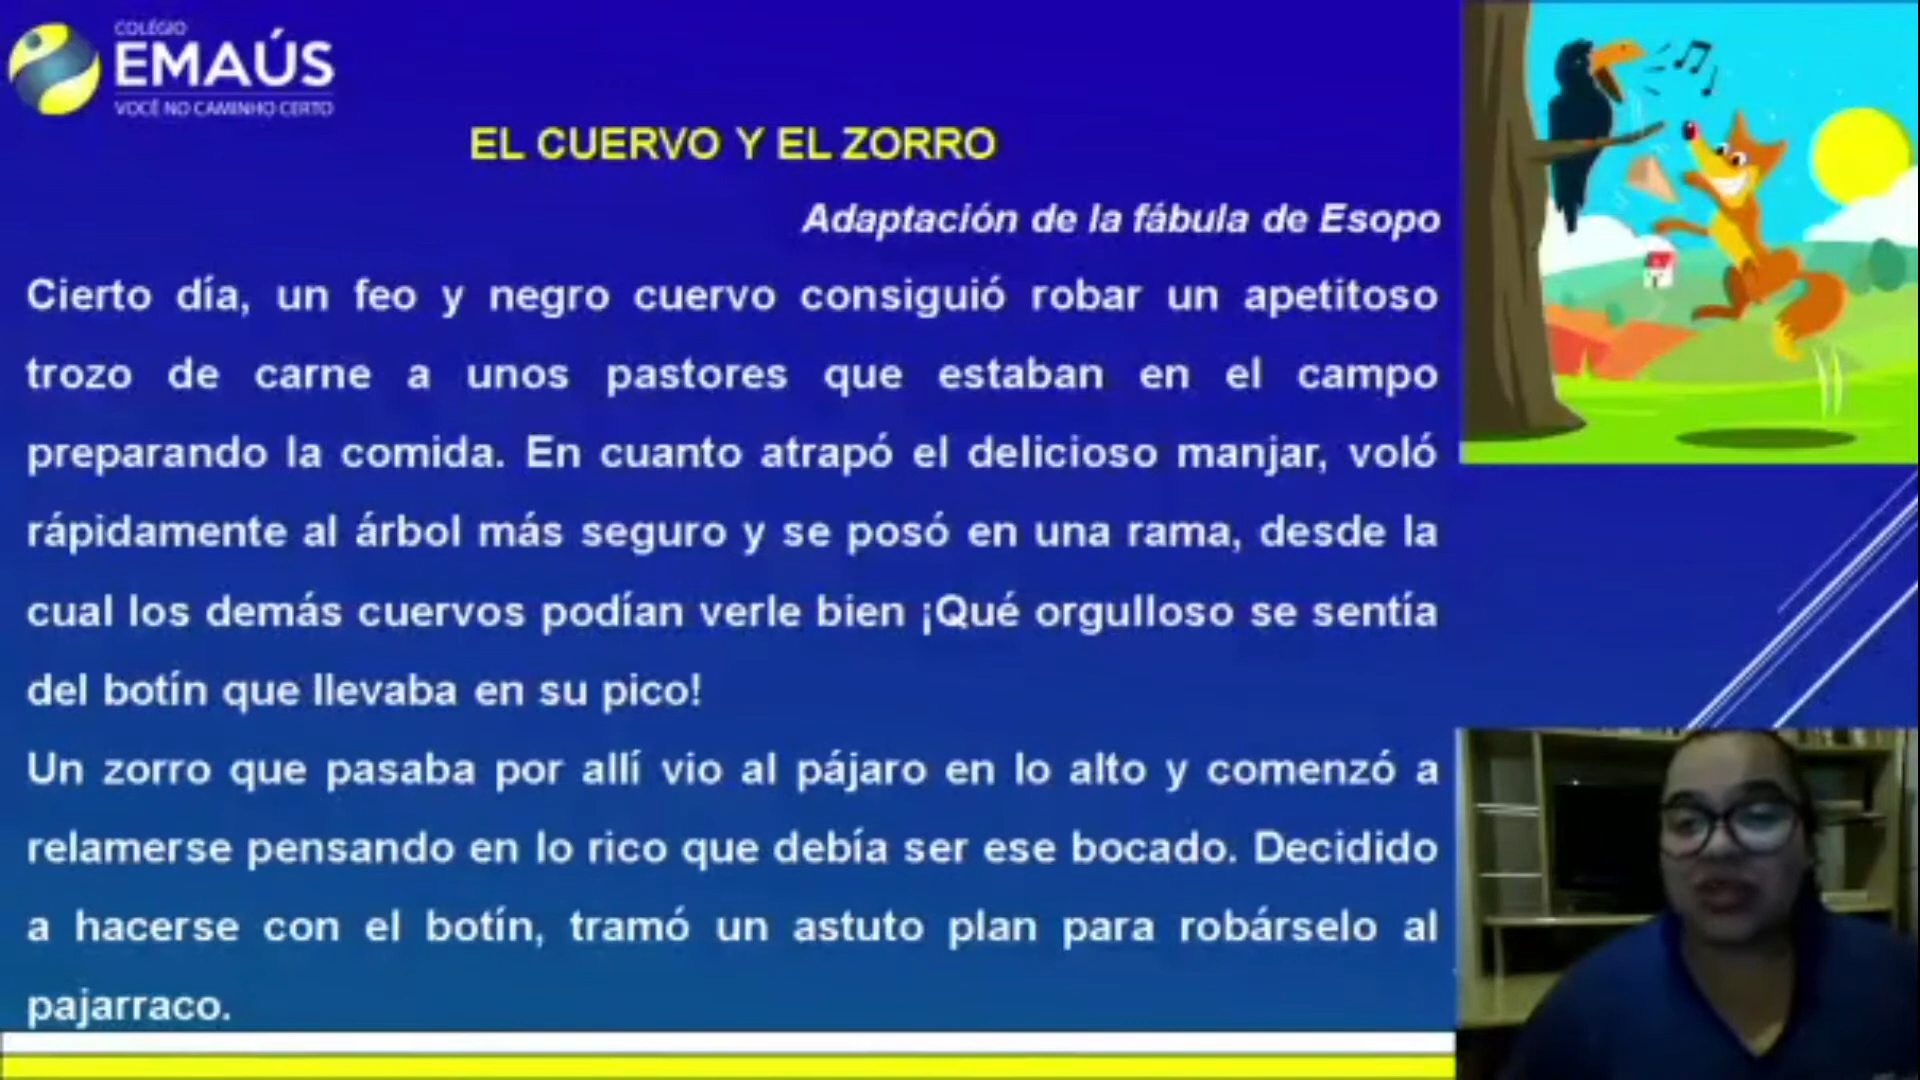 COLÉGIO
EMAÚS
VOCÊ NO CAMINHO CERTO
EL CUERVO Y EL ZORRO
Adaptación de la fábula de Esopo
Cierto día, un feo y negro cuervo consiguió robar un apetitoso
trozo de carne a unos pastores que estaban en el campo
preparando la comida. En cuanto atrapó el delicioso manjar, voló
rápidamente al árbol más seguro y se posó en una rama, desde la
cual los demás cuervos podían verle bien ¡Qué orgulloso se sentía
del botín que llevaba en su pico!
Un zorro que pasaba por allí vio al pájaro en lo alto y comenzó a
relamerse pensando en lo rico que debía ser ese bocado. Decidido
a hacerse con el botín, tramó un astuto plan para robárselo al
pajarraco.